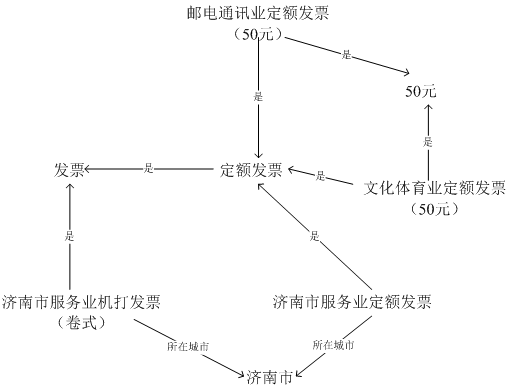 邮电通讯业定额发票
（50元）
是
50元
是
是
发票
是
定额发票
是
文化体育业定额发票
（50元）
是
是
济南市服务业机打发票
（卷式）
济南市服务业定额发票
所在城市
所在城市
济南市